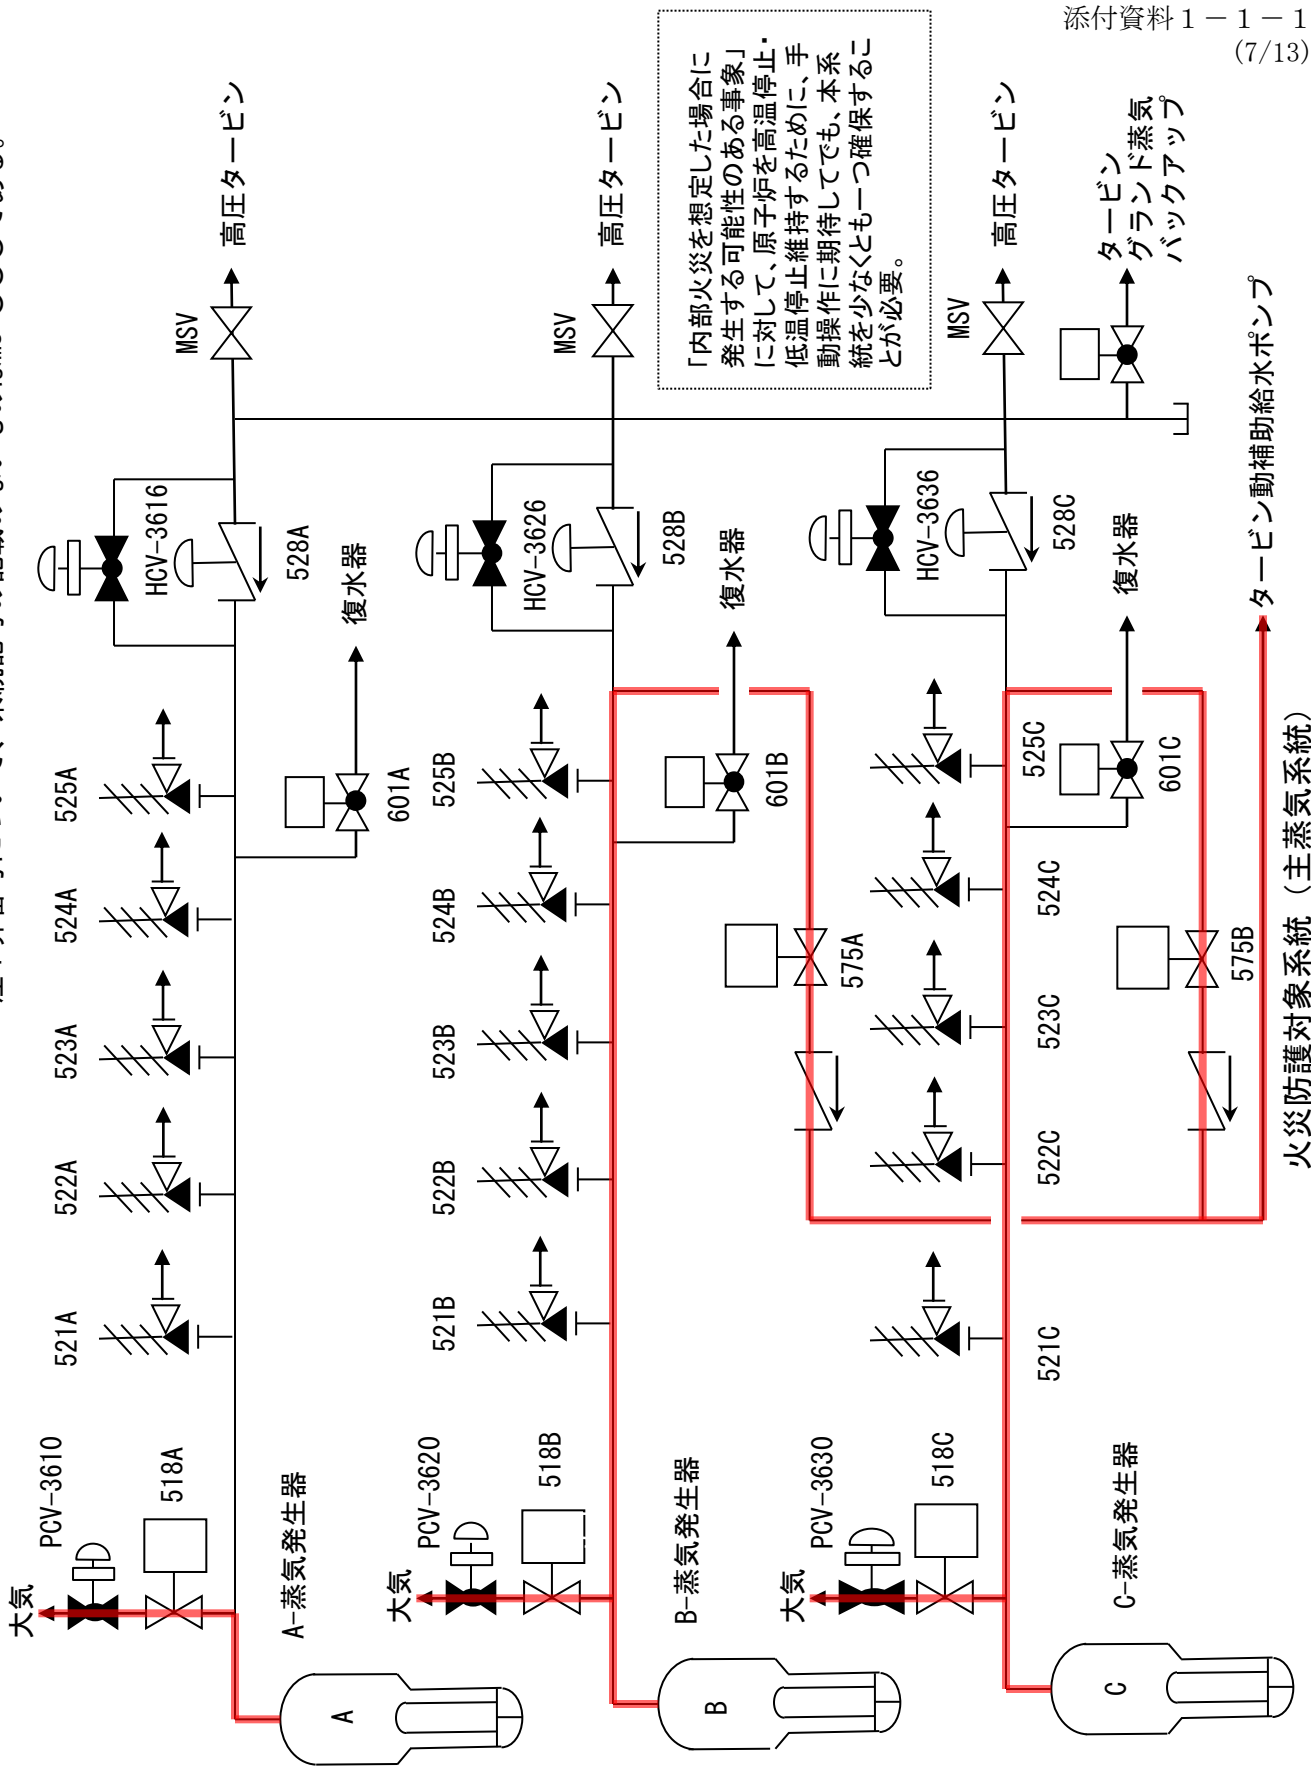 添付資料1-1-1
(7/13)
高圧タービン
高圧タービン
高圧タービン
「内部火災を想定した場合に
発生する可能性のある事象」
に対して、原子炉を高温停止・
低温停止維持するために、手
動操作に期待してでも、本系
統を少なくとも一つ確保するこ
とが必要。
タービン
グランド蒸気
バックアップ
MSV
MSV
MSV
HCV-3616
528A
HCV-3626
528B
HCV-3636
528C
復水器
復水器
復水器
タービン動補助給水ポンプ
525A
601A
525B
601B
525C
601C
524A
524B
524C
575A
575B
523A
523B
523C
522A
522B
522C
521A
521B
521C
PCV-3610
518A
PCV-3620
518B
PCV-3630
518C
大気
大気
大気
A-蒸気発生器
B-蒸気発生器
C-蒸気発生器
A
B
C
火災防護対象系統（主蒸気系統）